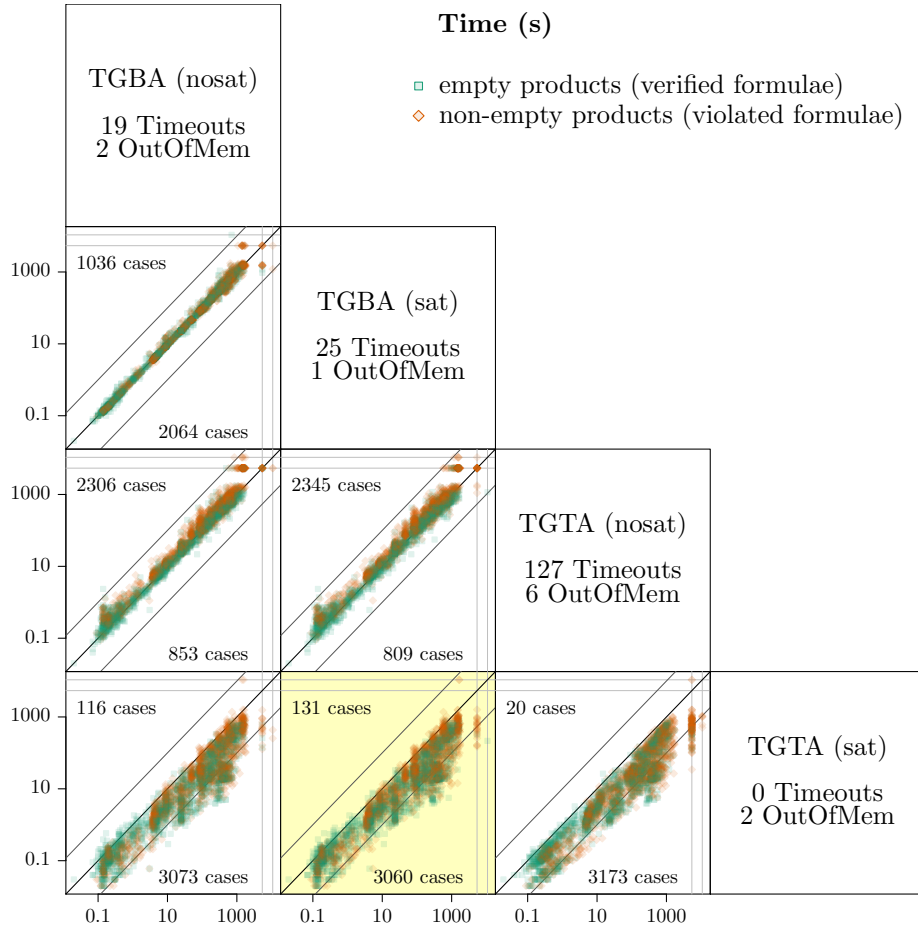 Time (s)
TGBA (nosat)
19 Timeouts
2 OutOfMem
empty products (verified formulae)
non-empty products (violated formulae)
1036 cases
2064 cases
1000
10
0.1
TGBA (sat)
25 Timeouts
1 OutOfMem
2306 cases
853 cases
2345 cases
809 cases
1000
10
0.1
TGTA (nosat)
127 Timeouts
6 OutOfMem
116 cases
3073 cases
131 cases
3060 cases
20 cases
3173 cases
1000
10
0.1
TGTA (sat)
0 Timeouts
2 OutOfMem
0.1 10 1000 0.1 10 1000 0.1 10 1000